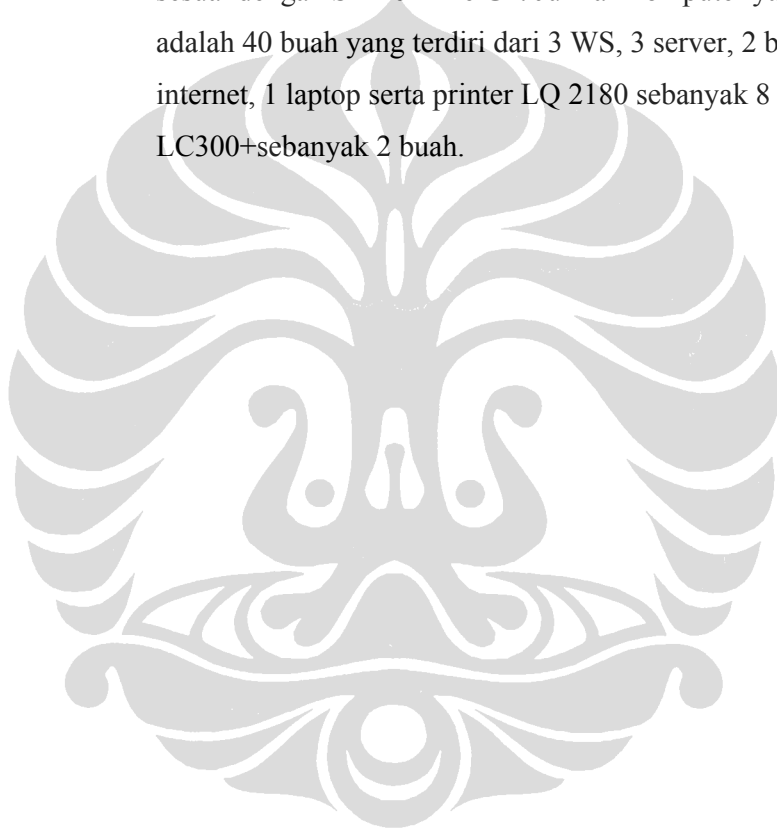 adalah 40 buah yang terdiri dari 3 WS, 3 server, 2 b
internet, 1 laptop serta printer LQ 2180 sebanyak 8
LC300+sebanyak 2 buah.